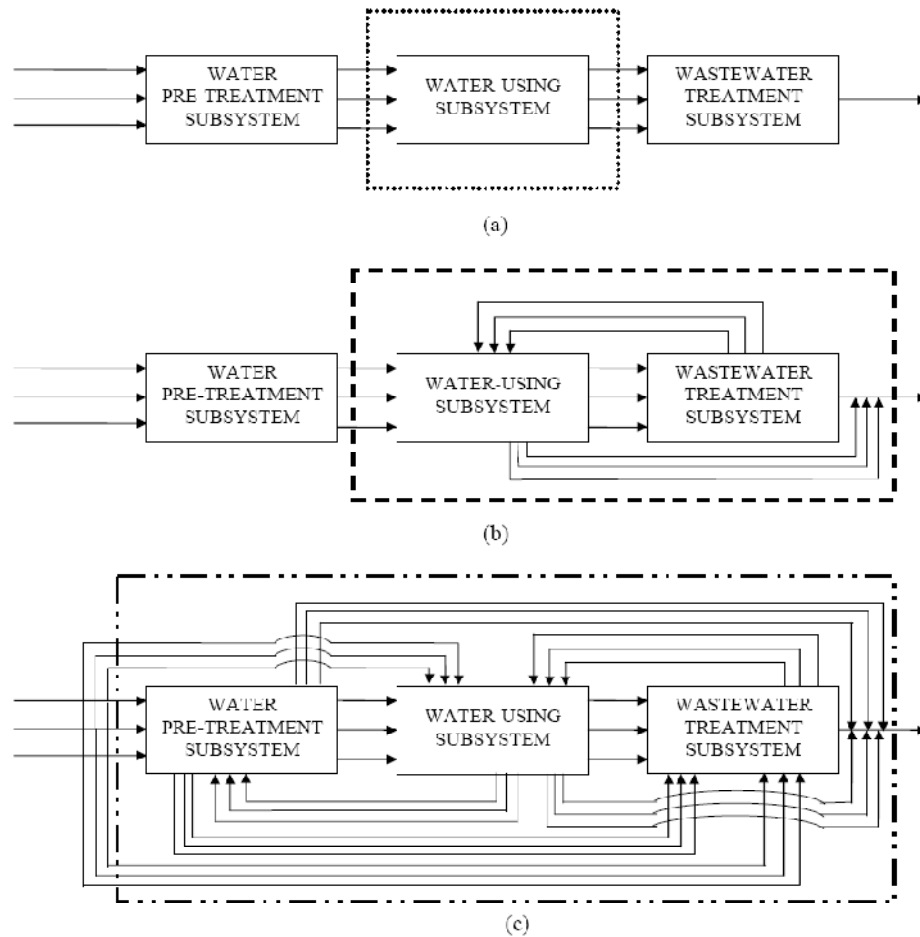 WATER
PRE-TREATMENT
SUBSYSTEM
WATER USING
SUBSYSTEM
WASTEWATER
TREATMENT
SUBSYSTEM
(a)
WATER
PRE-TREATMENT
SUBSYSTEM
WATER-USING
SUBSYSTEM
WASTEWATER
TREATMENT
SUBSYSTEM
(b)
WATER
PRE-TREATMENT
SUBSYSTEM
WATER USING
SUBSYSTEM
WASTEWATER
TREATMENT
SUBSYSTEM
(c)